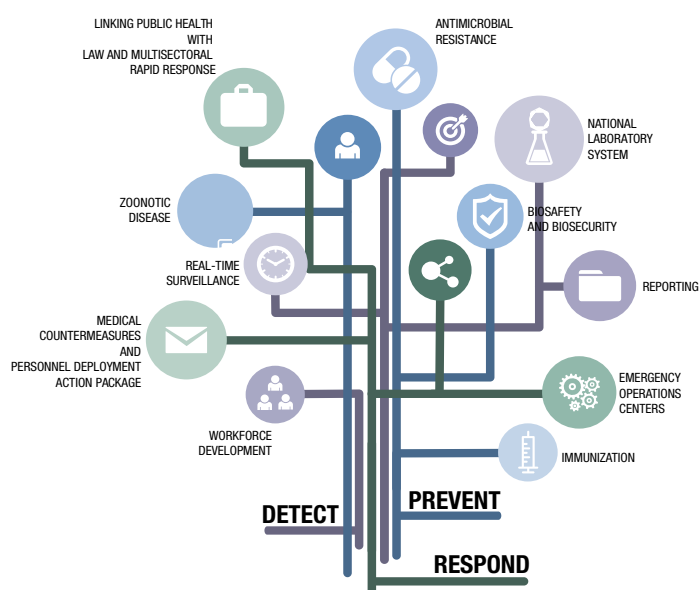 LINKING PUBLIC HEALTH
WITH
LAW AND MULTISECTORAL
RAPID RESPONSE
ANTIMICROBIAL
RESISTANCE
NATIONAL
LABORATORY
SYSTEM
ZOONOTIC
DISEASE
BIOSAFETY
AND BIOSECURITY
REAL-TIME
SURVEILLANCE
REPORTING
MEDICAL
COUNTERMEASURES
AND
PERSONNEL DEPLOYMENT
ACTION PACKAGE
EMERGENCY
OPERATIONS
CENTERS
WORKFORCE
DEVELOPMENT
IMMUNIZATION
DETECT
PREVENT
RESPOND